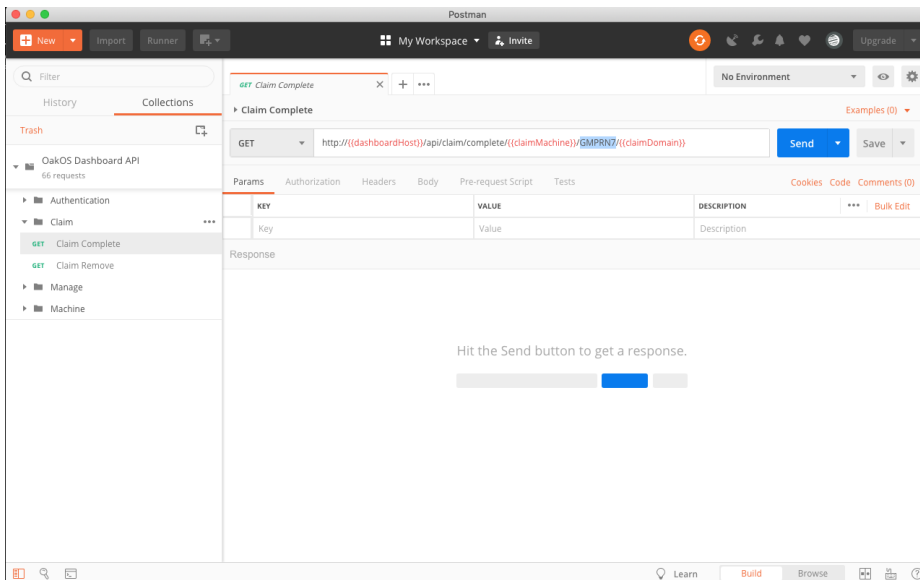 Postman
New
Import
Runner
My Workspace
Invite
Upgrade
Filter
History
Collections
Trash
OakOS Dashboard API
66 requests
Authentication
Claim
GET Claim Complete
GET Claim Remove
Manage
Machine
GET Claim Complete
No Environment
Claim Complete
Examples (0)
GET
http://{{dashboardHost}}/api/claim/complete/{{claimMachine}}/GMPRN7/{{claimDomain}}
Send
Save
Params Authorization Headers Body Pre-request Script Tests
Cookies Code Comments (0)
KEY VALUE DESCRIPTION
Bulk Edit
Key Value Description
Response
Hit the Send button to get a response.
Learn
Build
Browse